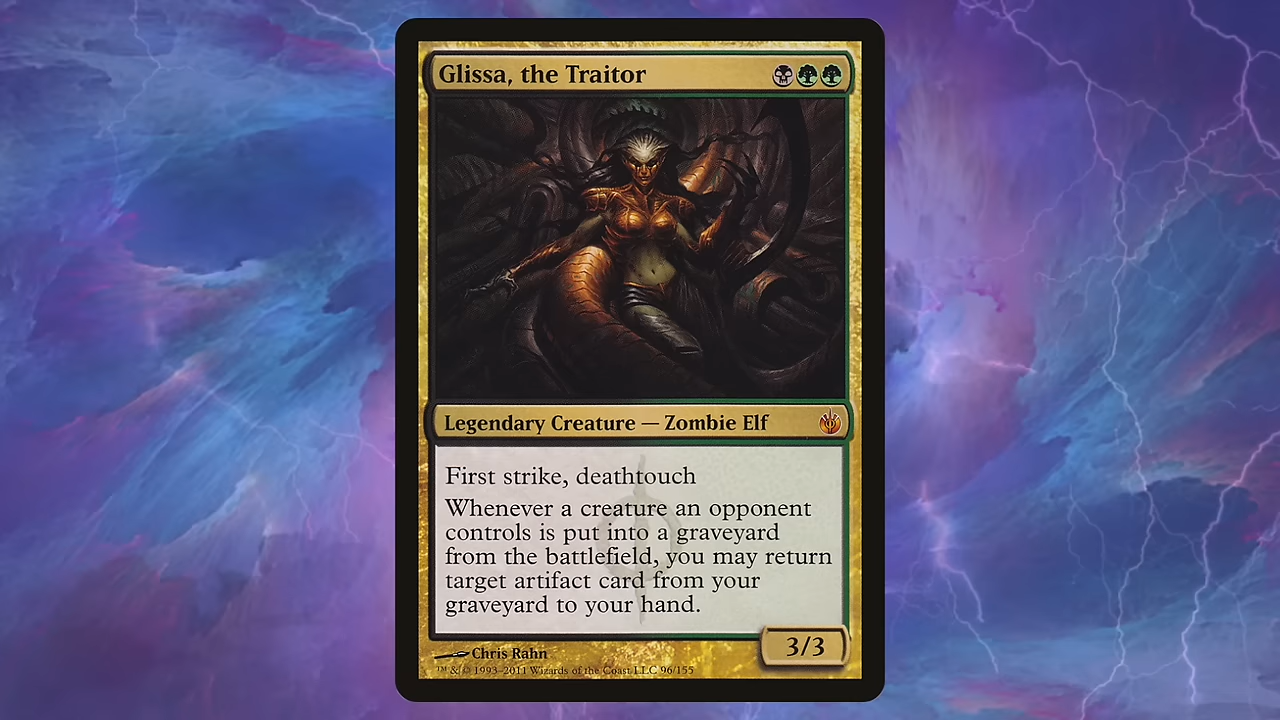 Glissa, the Traitor
Legendary Creature — Zombie Elf
First strike, deathtouch
Whenever a creature an opponent
controls is put into a graveyard
from the battlefield, you may return
target artifact card from your
graveyard to your hand.
3/3
Chris Rahn
™ & © 1993–2011 Wizards of the Coast LLC 96/155